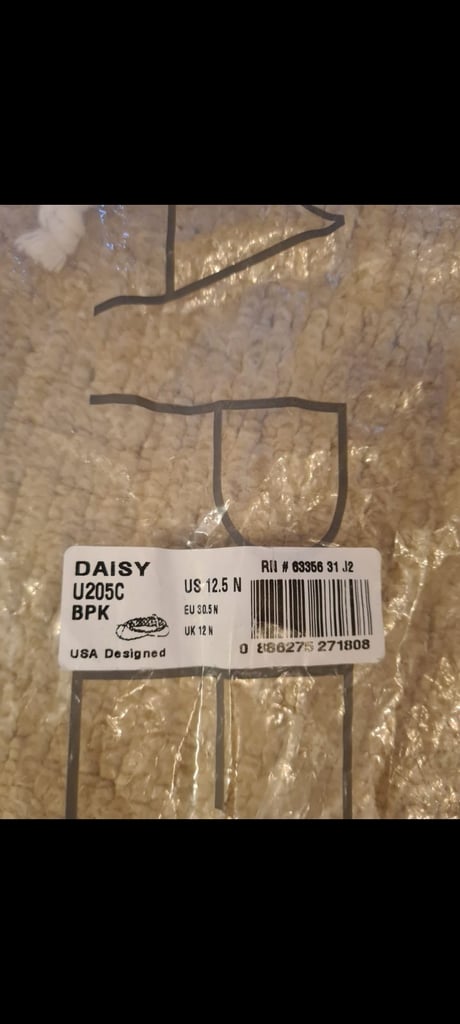 DAISY
U205C
BPK
USA Designed
US 12.5 N
EU 30.5 N
UK 12 N
RN # 63356 31 J2
0 886275 271808